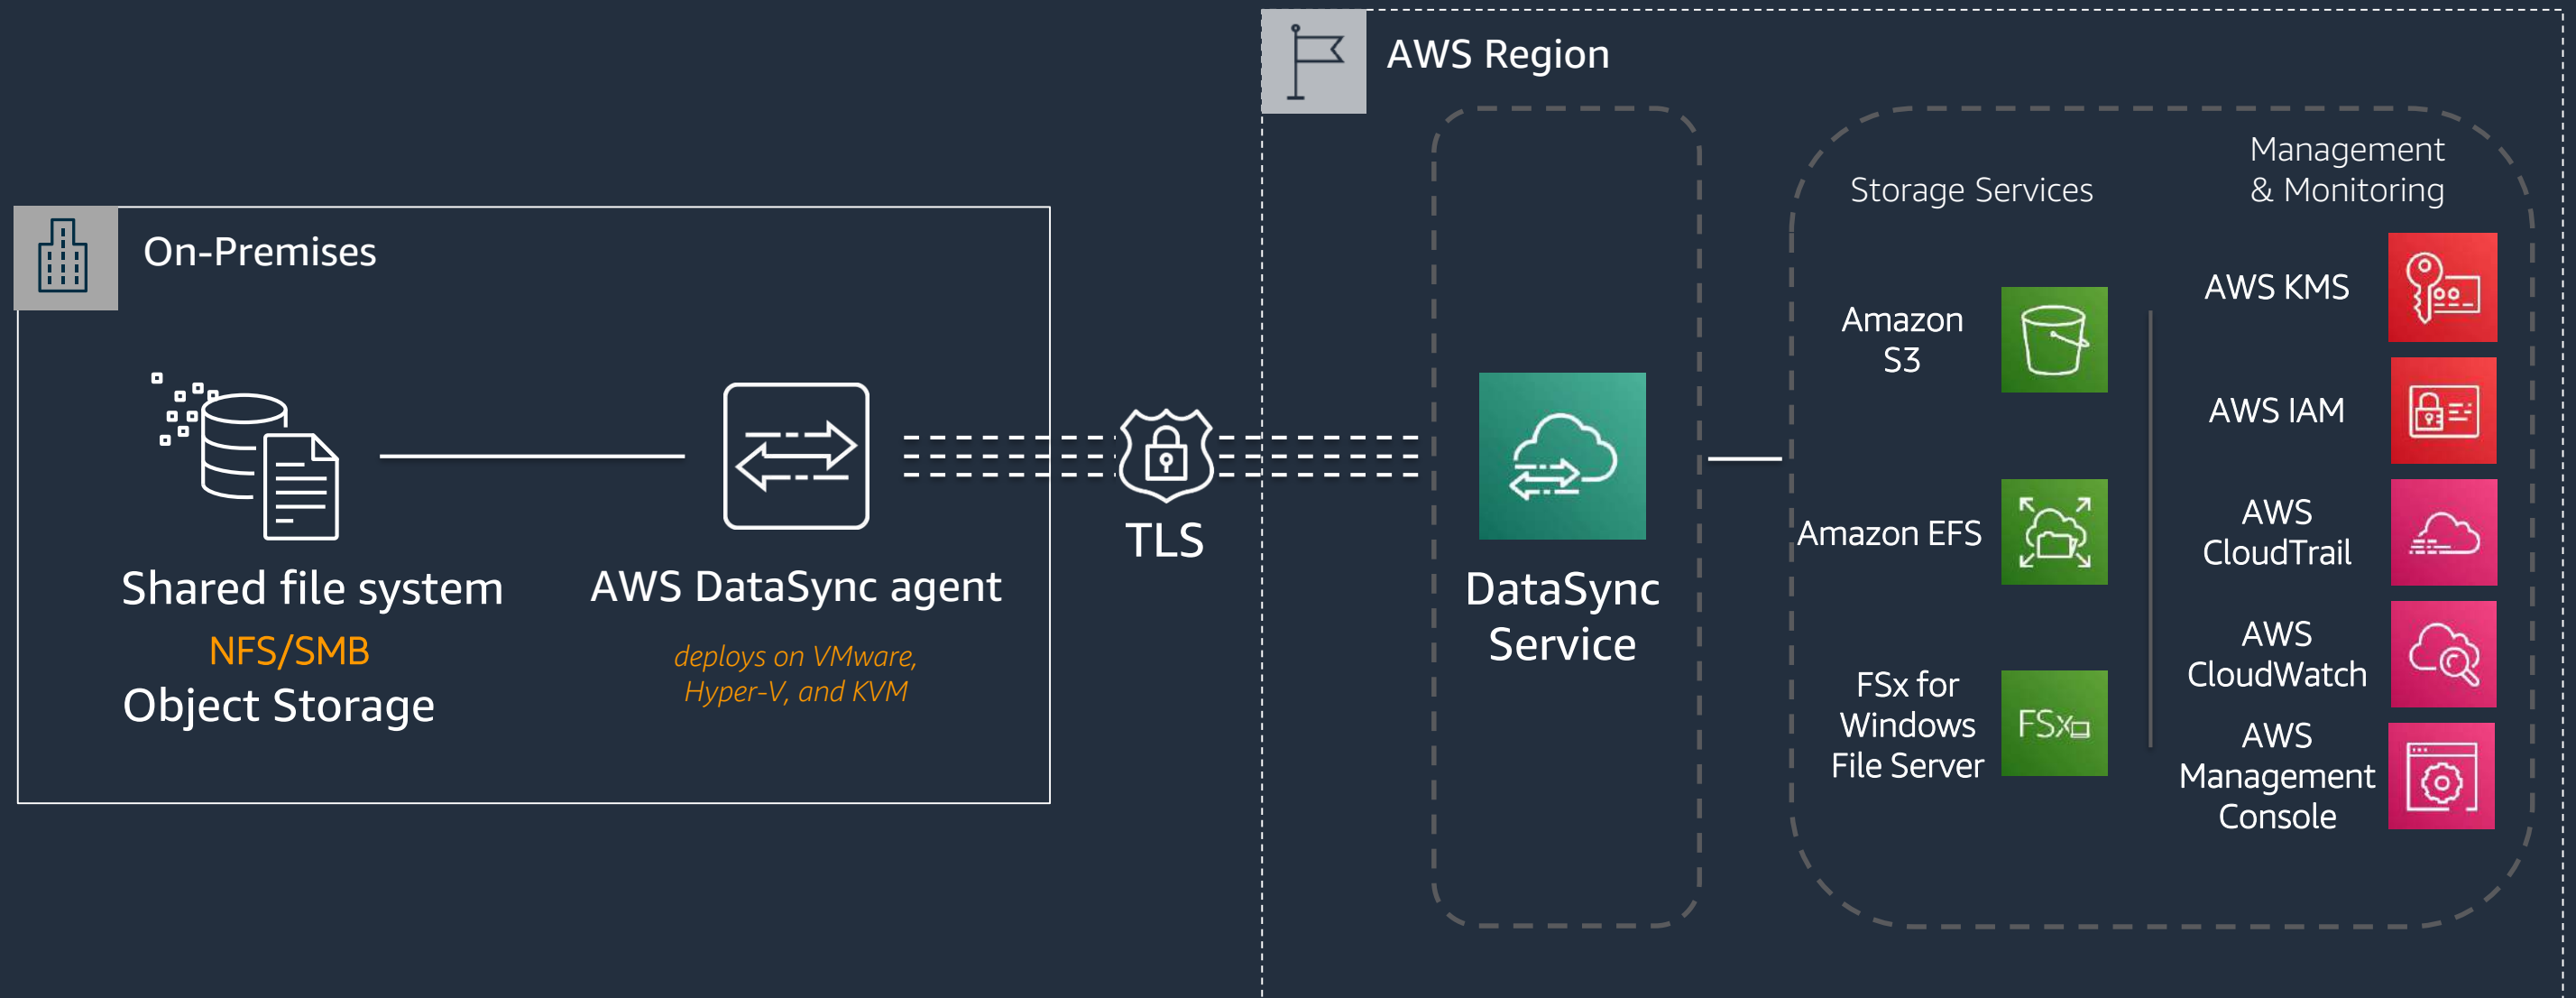 AWS Region
On-Premises
Shared file system
NFS/SMB
Object Storage
AWS DataSync agent
deploys on VMware,
Hyper-V, and KVM
TLS
DataSync
Service
Storage Services
Amazon
S3
Amazon EFS
FSx for
Windows
File Server
FSx
Management
& Monitoring
AWS KMS
AWS IAM
AWS
CloudTrail
AWS
CloudWatch
AWS
Management
Console